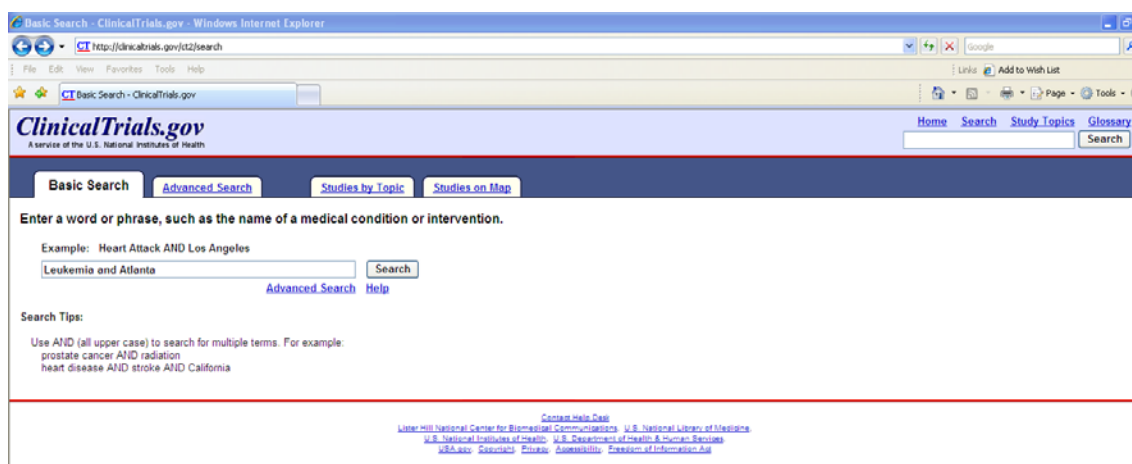 Basic Search - ClinicalTrials.gov - Windows Internet Explorer
CT http://clinicaltrials.gov/ct2/search Google
File Edit View Favorites Tools Help Links Add to Wish List
CT Basic Search - ClinicalTrials.gov Page Tools
ClinicalTrials.gov Home Search Study Topics Glossary
A service of the U.S. National Institutes of Health Search
Basic Search Advanced Search Studies by Topic Studies on Map
Enter a word or phrase, such as the name of a medical condition or intervention.
Example: Heart Attack AND Los Angeles
Leukemia and Atlanta Search
Advanced Search Help
Search Tips:
Use AND (all upper case) to search for multiple terms. For example:
prostate cancer AND radiation
heart disease AND stroke AND California
Contact Help Desk
Lister Hill National Center for Biomedical Communications, U.S. National Library of Medicine,
U.S. National Institutes of Health, U.S. Department of Health & Human Services,
USA.gov, Copyright, Privacy, Accessibility, Freedom of Information Act